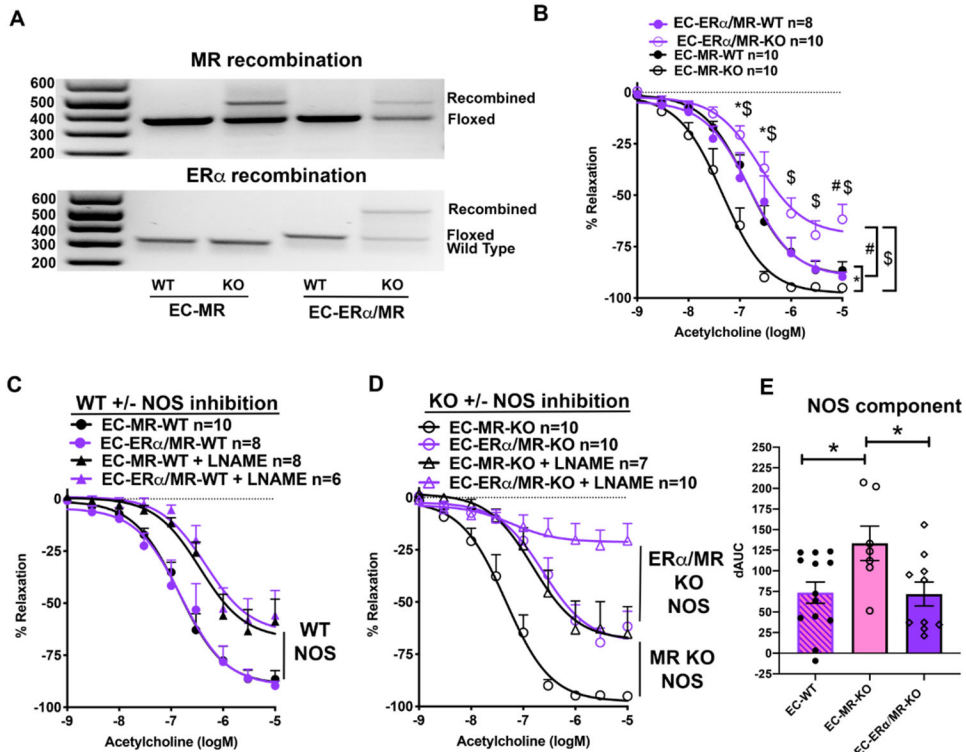 A
MR recombination
600
500
400
300
200
Recombined
Floxed
ERα recombination
600
500
400
300
200
Recombined
Floxed
Wild Type
WT KO WT KO
EC-MR EC-ERα/MR
B
EC-ERα/MR-WT n=8
EC-ERα/MR-KO n=10
EC-MR-WT n=10
EC-MR-KO n=10
0
-25
-50
-75
-100
% Relaxation
*$
*$
$
$
#$
#
$
*
-9 -8 -7 -6 -5
Acetylcholine (logM)
C
WT +/- NOS inhibition
EC-MR-WT n=10
EC-ERα/MR-WT n=8
EC-MR-WT + LNAME n=8
EC-ERα/MR-WT + LNAME n=6
0
-25
-50
-75
-100
% Relaxation
WT
NOS
-9 -8 -7 -6 -5
Acetylcholine (logM)
D
KO +/- NOS inhibition
EC-MR-KO n=10
EC-ERα/MR-KO n=10
EC-MR-KO + LNAME n=7
EC-ERα/MR-KO + LNAME n=10
0
-25
-50
-75
-100
% Relaxation
ERα/MR
KO
NOS
MR KO
NOS
-9 -8 -7 -6 -5
Acetylcholine (logM)
E
NOS component
250
225
200
175
150
125
100
75
50
25
0
-25
dAUC
* *
EC-WT
EC-MR-KO
EC-ERα/MR-KO